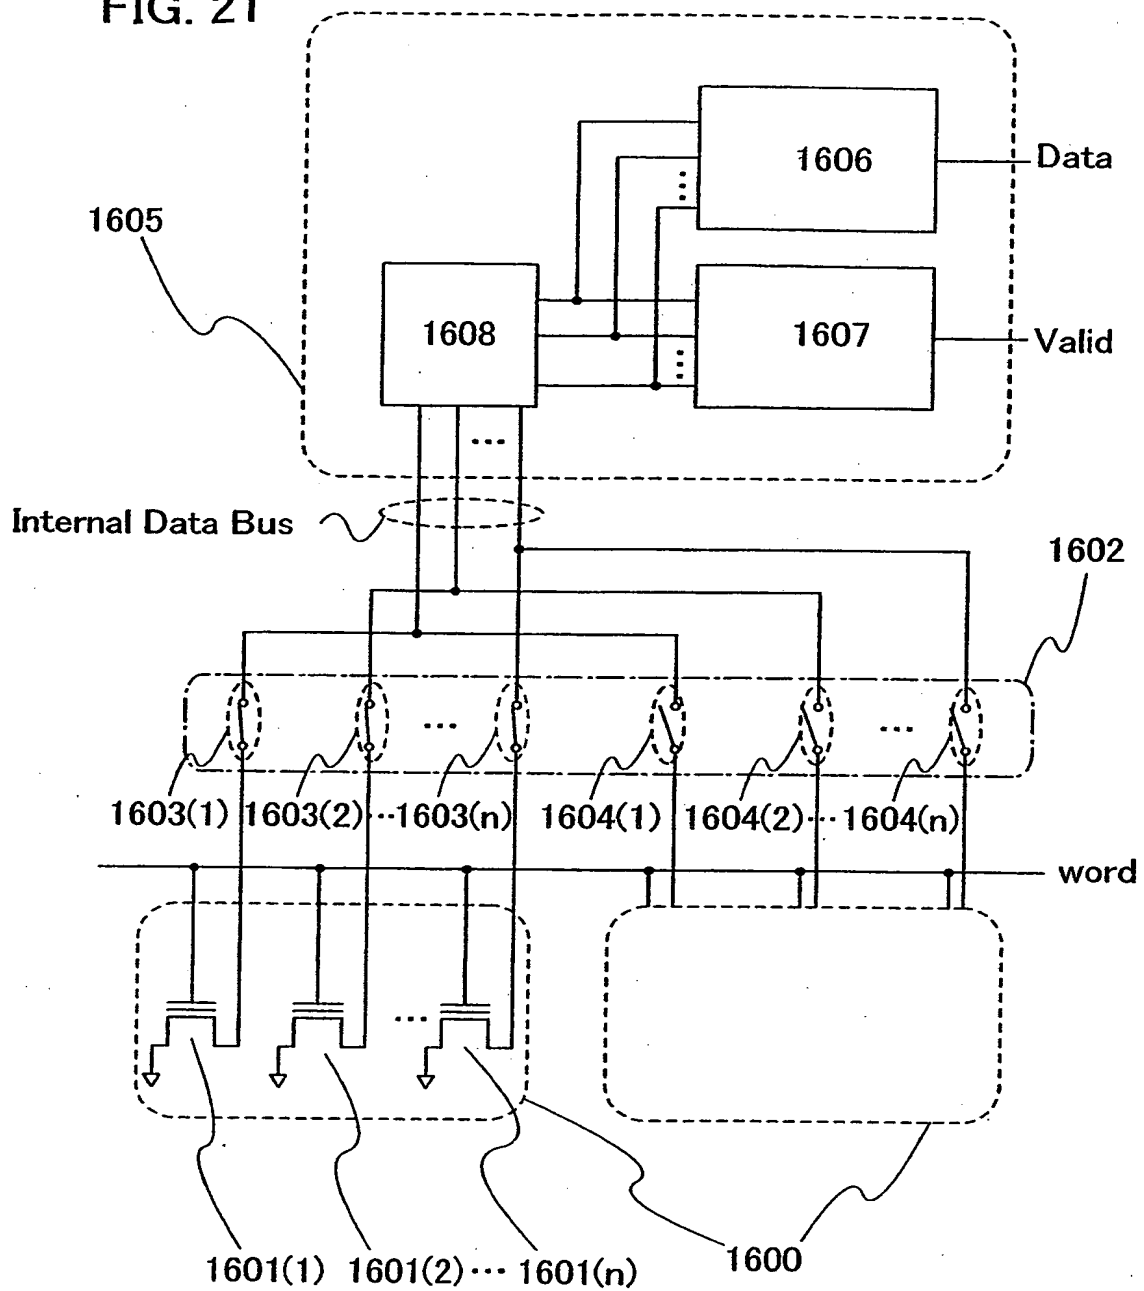 FIG. 21
1606
Data
1605
1608
1607
Valid
Internal Data Bus
1602
1603(1) 1603(2)···1603(n) 1604(1) 1604(2)··· 1604(n)
word
1600
1601(1) 1601(2)··· 1601(n)